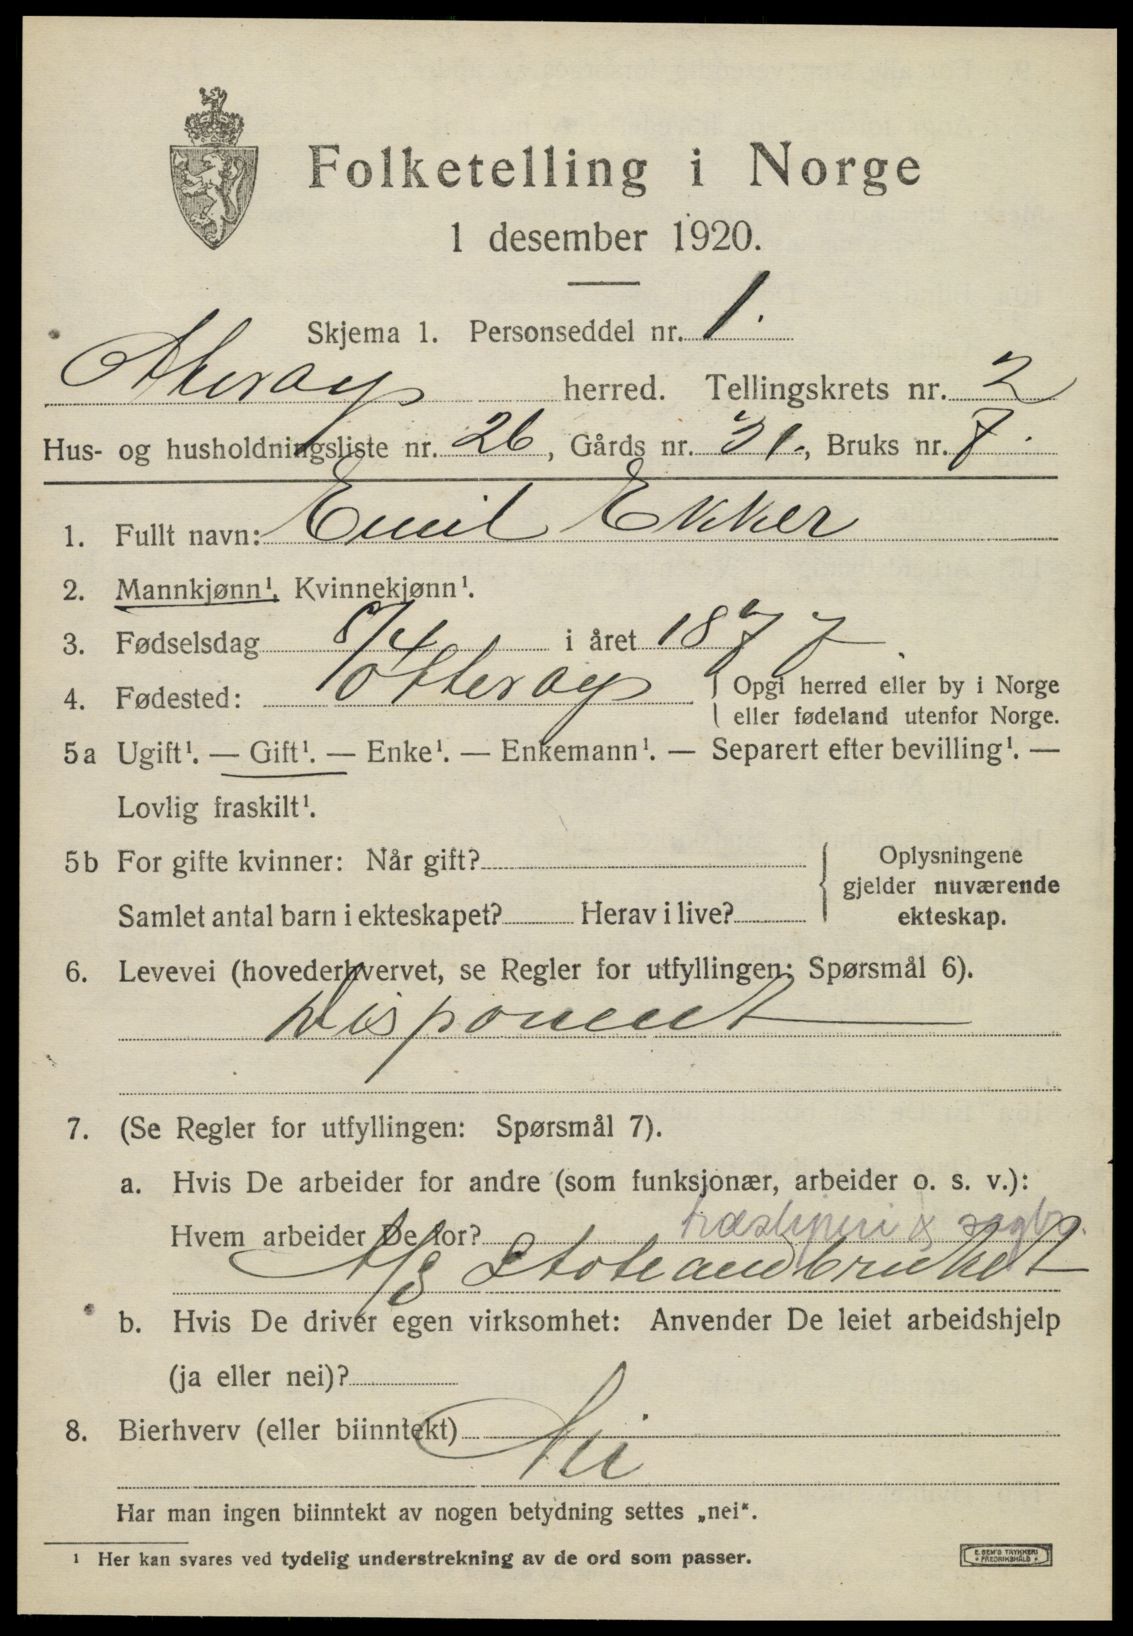 Folketelling i Norge
1 desember 1920.
Skjema 1. Personseddel nr. 1.
Otterøy herred. Tellingskrets nr. 2
Hus- og husholdningsliste nr. 26, Gårds nr. 31., Bruks nr. 7.
1. Fullt navn: Emil Ekker
2. Mannkjønn¹, Kvinnekjønn¹.
3. Fødselsdag 8/4 i året 1877.
4. Fødested: Otterøy { Opgi herred eller by i Norge
eller fødeland utenfor Norge.
5a Ugift¹. — Gift¹. — Enke¹. — Enkemann¹. — Separert efter bevilling¹. —
Lovlig fraskilt¹.
5b For gifte kvinner: Når gift?
Samlet antal barn i ekteskapet? Herav i live?
Oplysningene
gjelder nuværende
ekteskap.
6. Levevei (hovederhvervet, se Regler for utfyllingen; Spørsmål 6).
Disponent
7. (Se Regler for utfyllingen: Spørsmål 7).
a. Hvis De arbeider for andre (som funksjonær, arbeider o. s. v.):
Hvem arbeider De for? træsliperi & sagbr.
A/S
b. Hvis De driver egen virksomhet: Anvender De leiet arbeidshjelp
(ja eller nei)?
8. Bierhverv (eller biinntekt) Nei
Har man ingen biinntekt av nogen betydning settes „nei“.
¹ Her kan svares ved tydelig understrekning av de ord som passer.
E. SEM'S TRYKKERI
FREDRIKSHALD